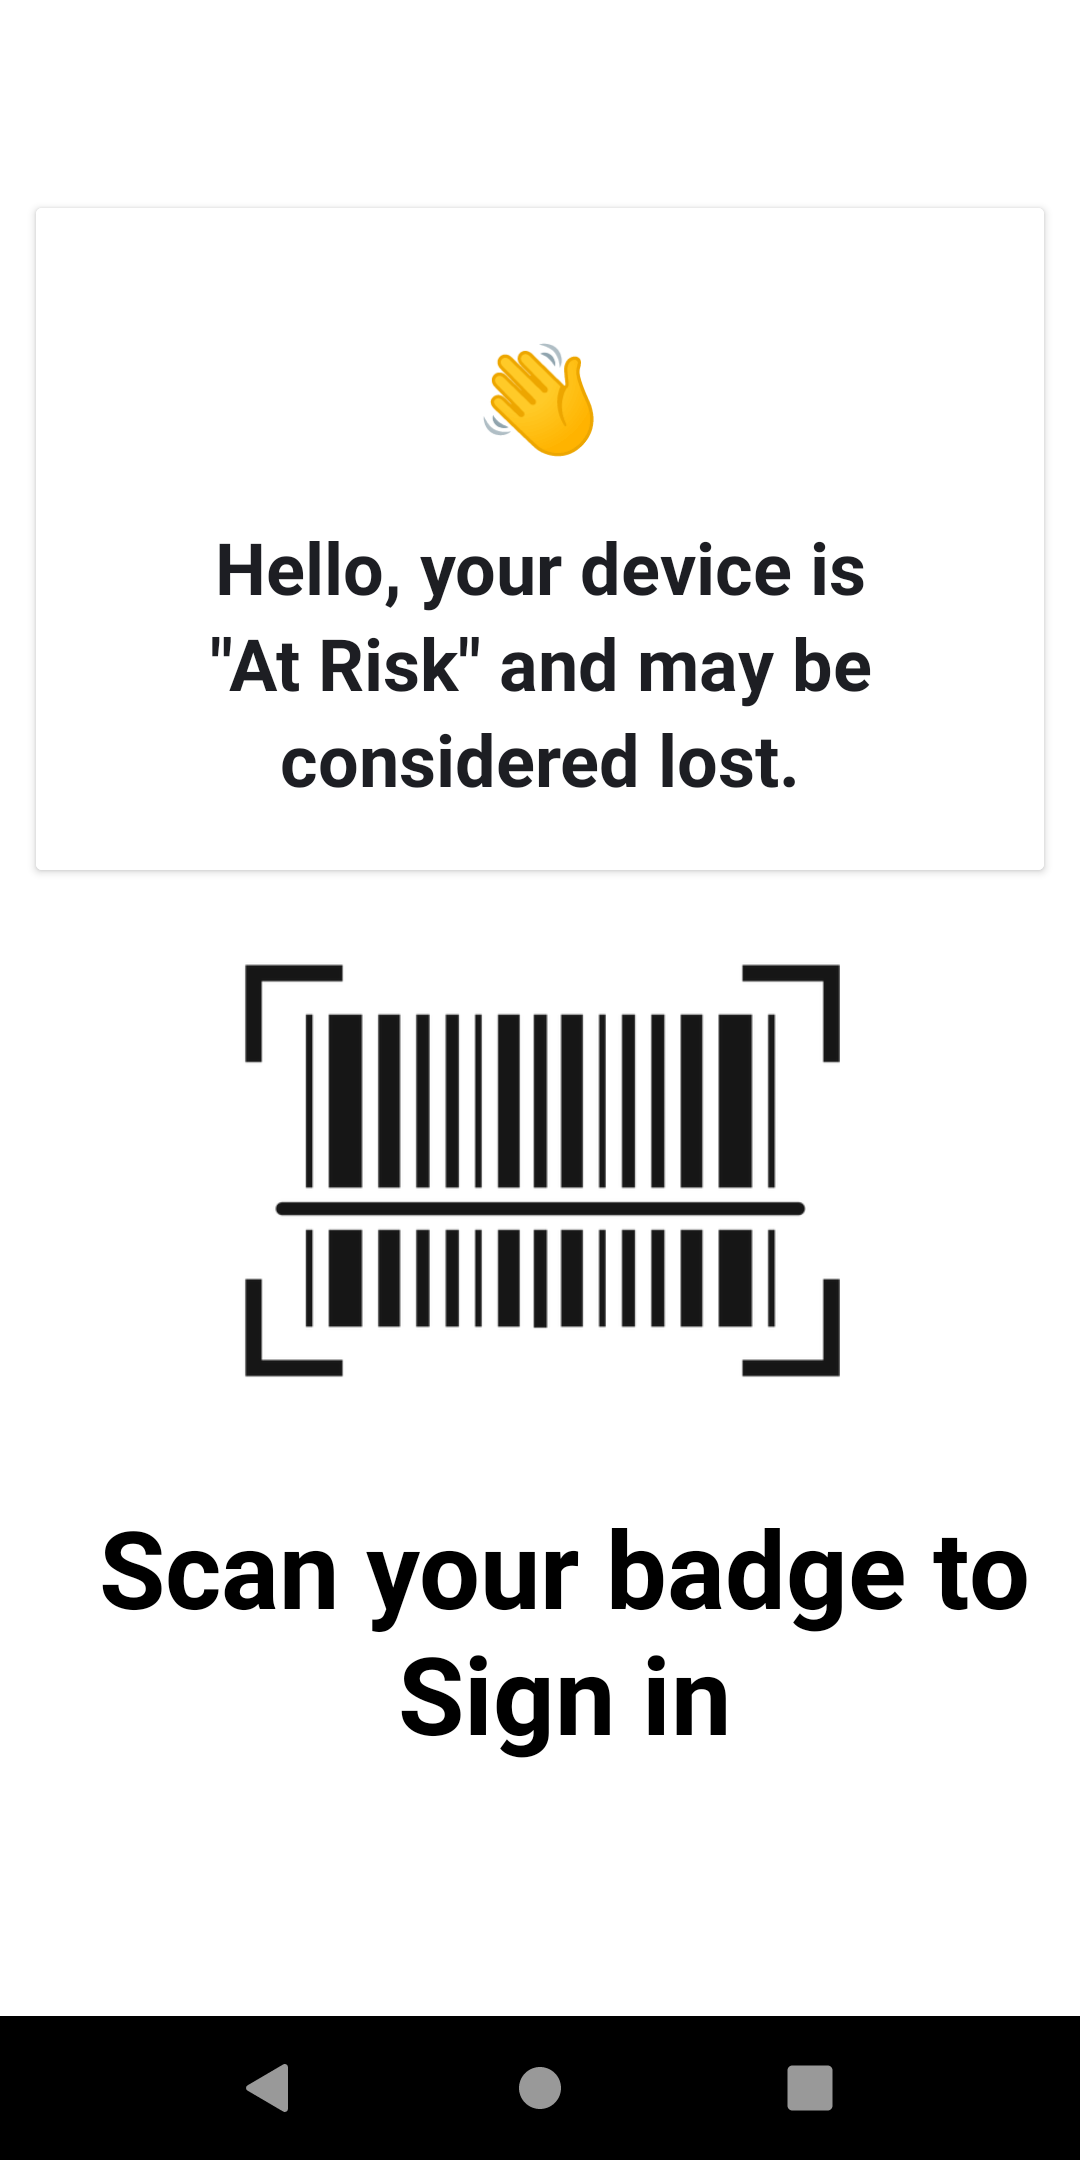 Hello, your device is
"At Risk" and may be
considered lost.
Scan your badge to
Sign in